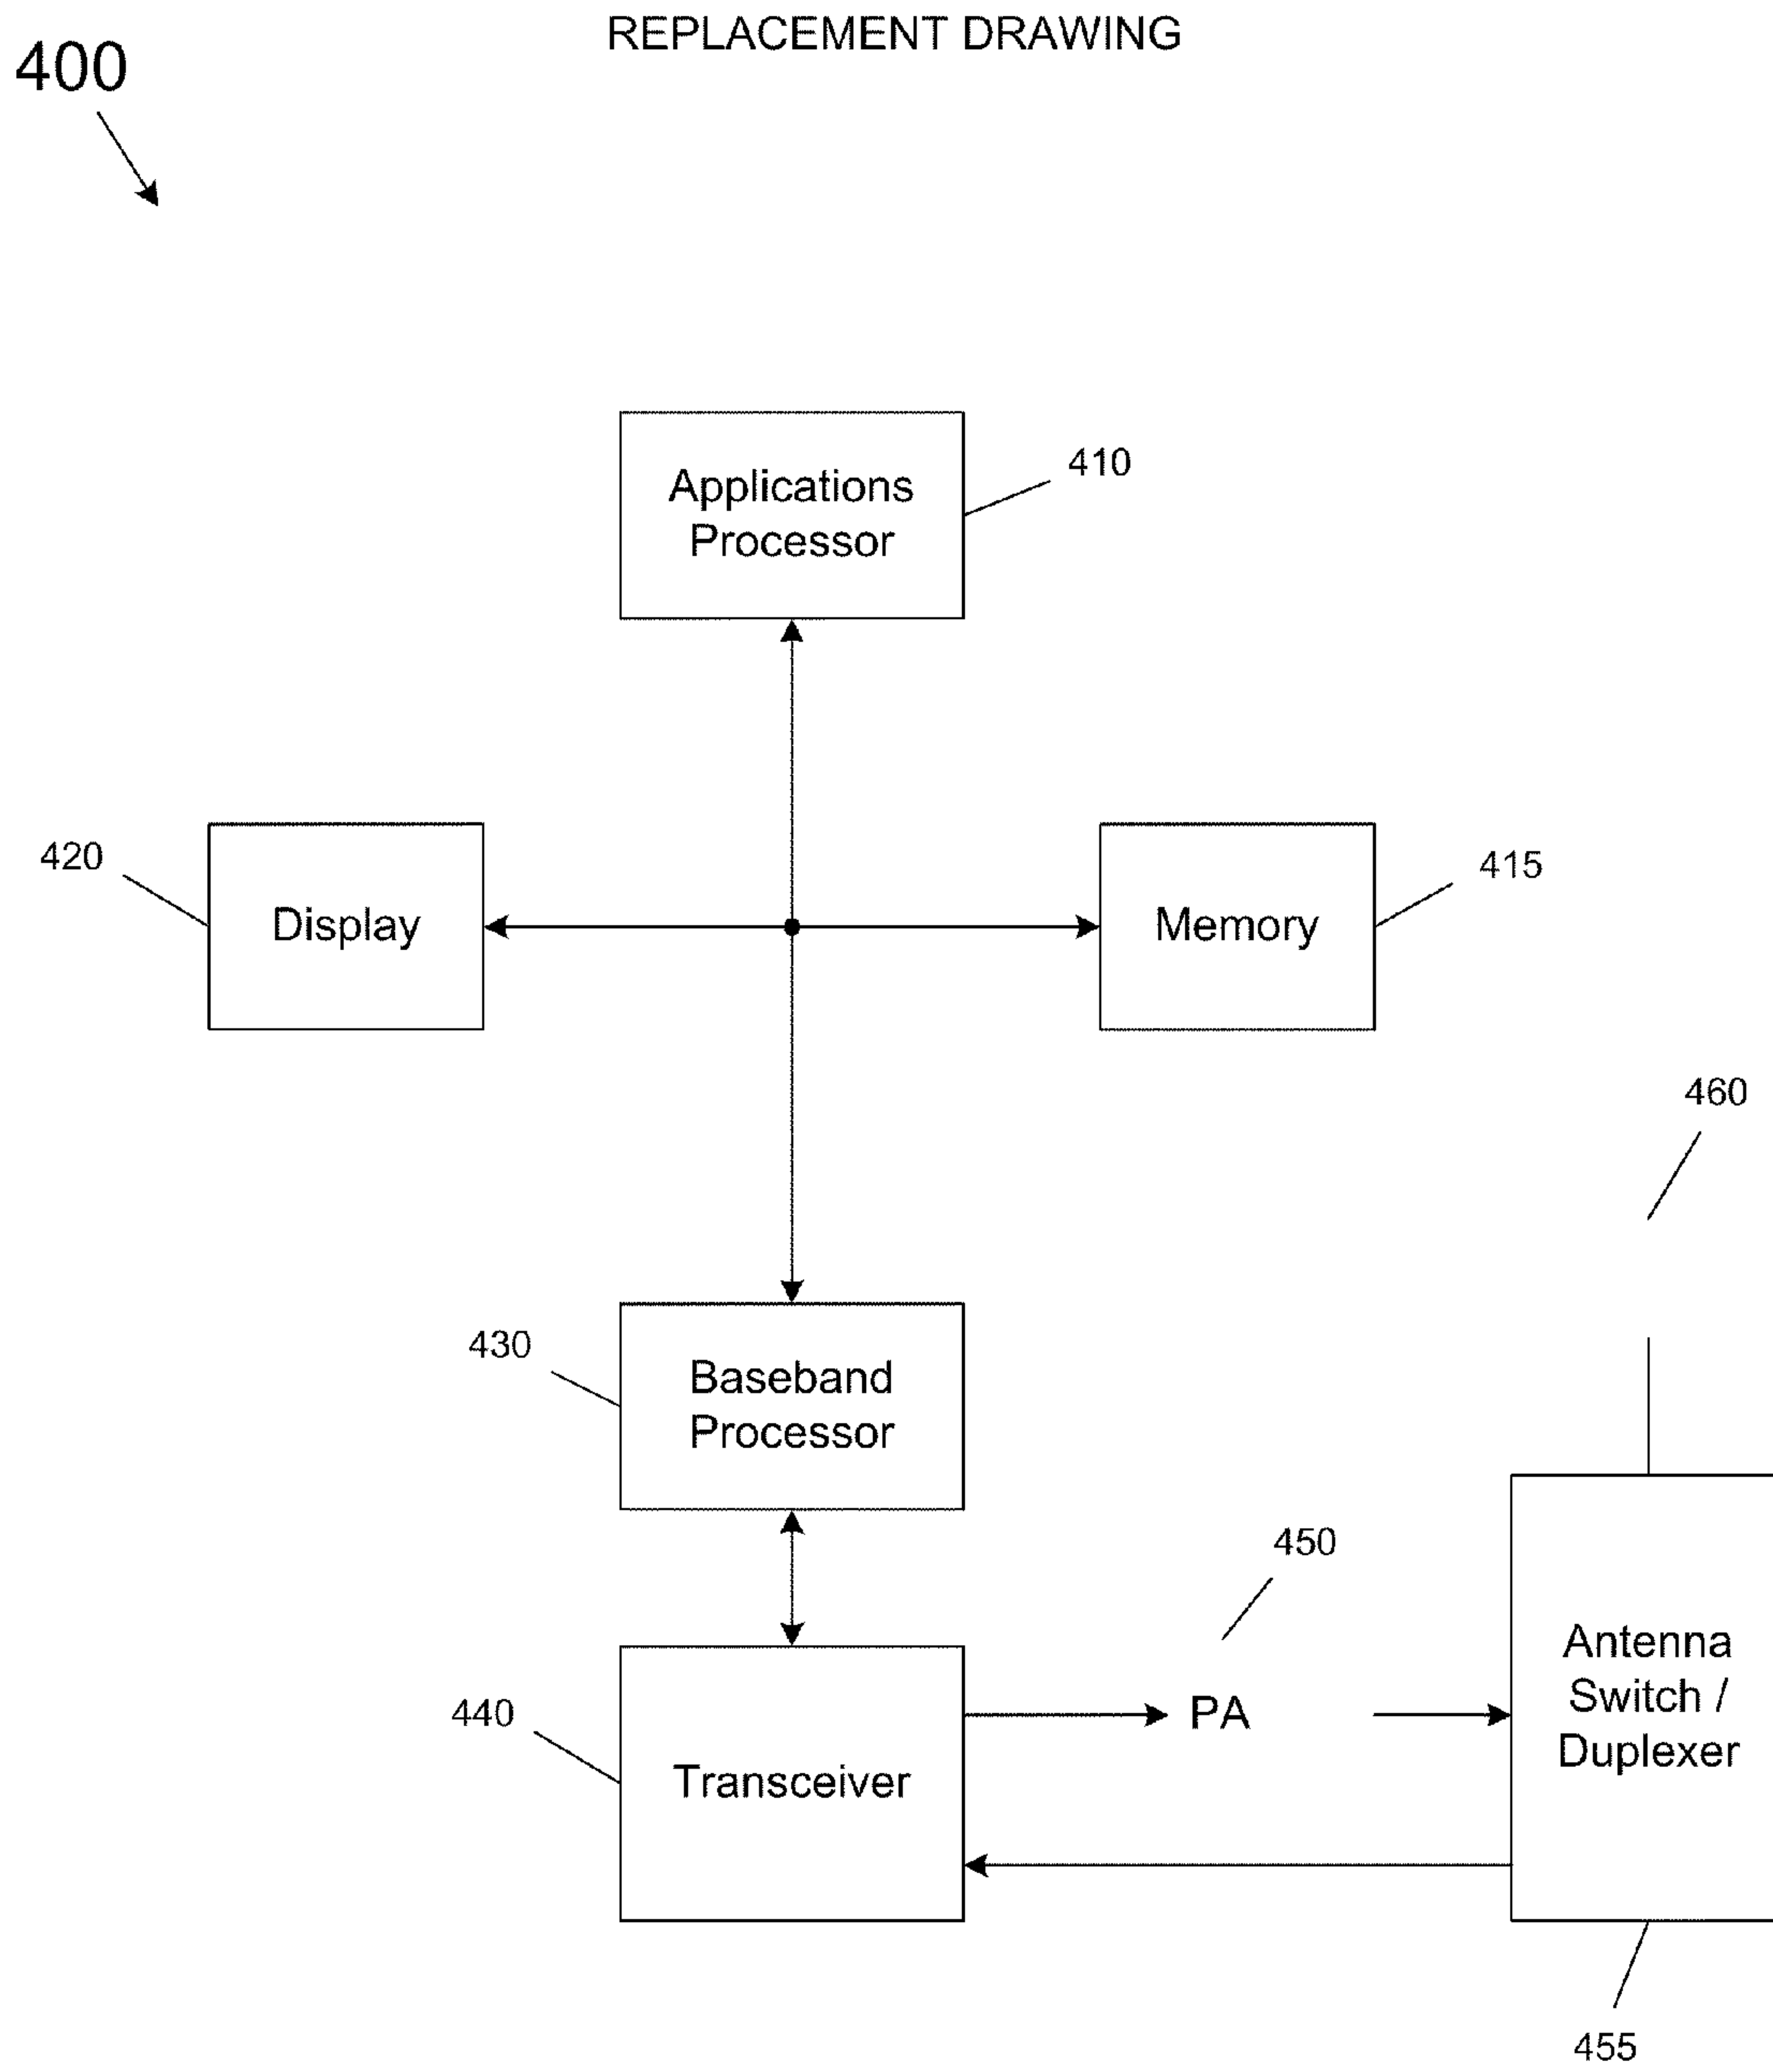 REPLACEMENT DRAWING
400
Applications
Processor
410
420
Display
Memory
415
460
430
Baseband
Processor
450
440
Transceiver
PA
Antenna
Switch /
Duplexer
455